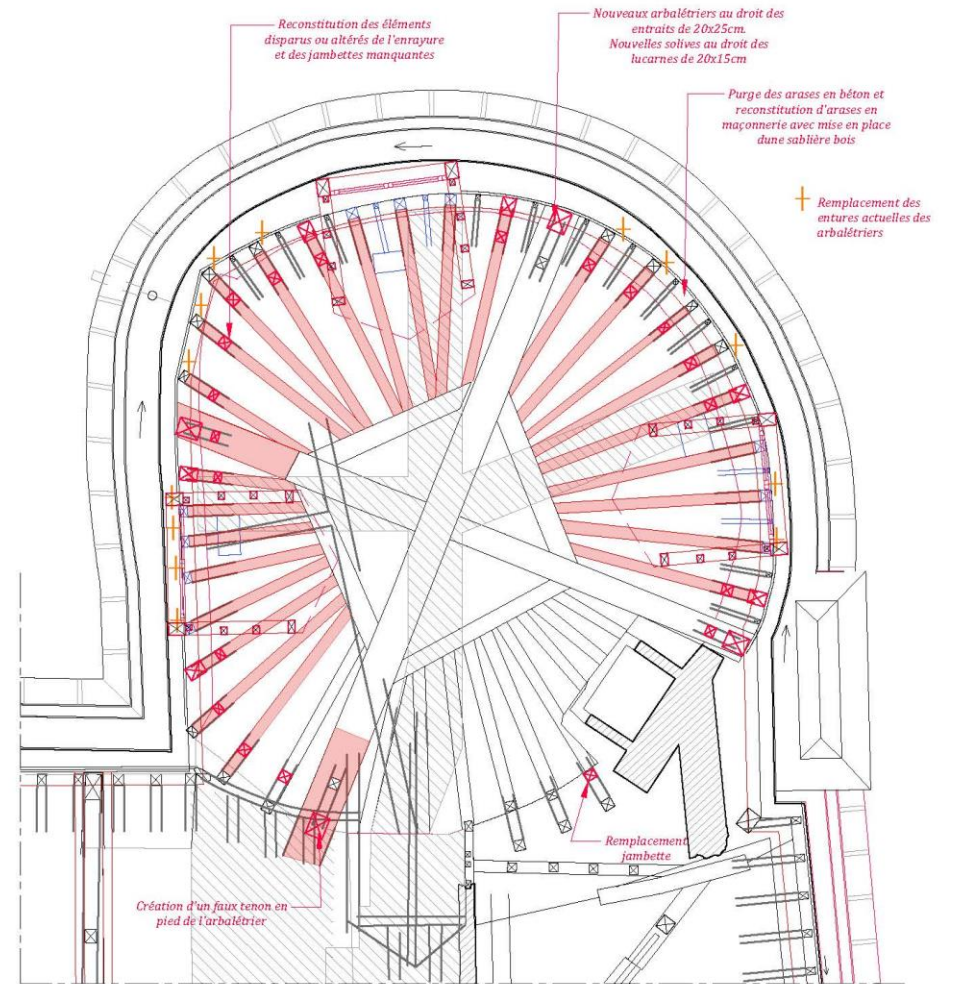 Reconstitution des éléments
disparus ou altérés de l'enrayure
et des jambettes manquantes
Nouveaux arbalétriers au droit des
entraits de 20x25cm.
Nouvelles solives au droit des
lucarnes de 20x15cm
Purge des arases en béton et
reconstitution d'arases en
maçonnerie avec mise en place
dune sablière bois
Remplacement des
entures actuelles des
arbalétriers
Remplacement
jambette
Création d'un faux tenon en
pied de l'arbalétrier